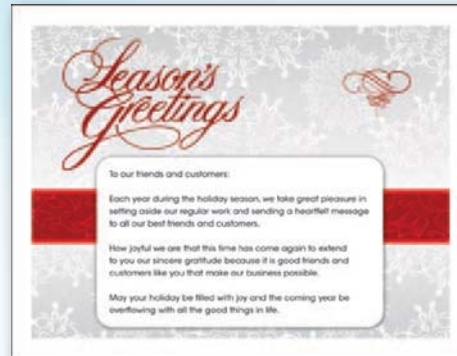 Season's
Greetings
To our friends and customers:
Each year during the holiday season, we take great pleasure in
setting aside our regular work and sending a heartfelt message
to all our best friends and customers.
How joyful we are that this time has come again to extend
to you our sincere gratitude because it is good friends and
customers like you that make our business possible.
May your holiday be filled with joy and the coming year be
overflowing with all the good things in life.